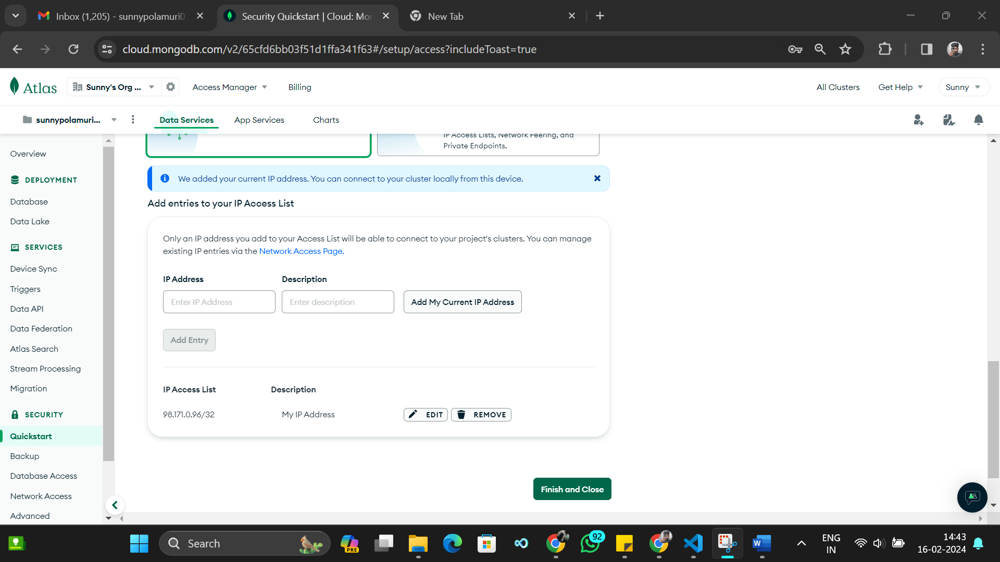 Inbox (1,205) - sunnypolamuri0
Security Quickstart | Cloud: Mon
New Tab
cloud.mongodb.com/v2/65cfd6bb03f51d1ffa341f63#/setup/access?includeToast=true
Atlas
Sunny's Org ...
Access Manager
Billing
All Clusters
Get Help
Sunny
sunnypolamuri...
Data Services
App Services
Charts
Overview
DEPLOYMENT
Database
Data Lake
SERVICES
Device Sync
Triggers
Data API
Data Federation
Atlas Search
Stream Processing
Migration
SECURITY
Quickstart
Backup
Database Access
Network Access
Advanced
IP Access Lists, Network Peering, and
Private Endpoints.
We added your current IP address. You can connect to your cluster locally from this device.
Add entries to your IP Access List
Only an IP address you add to your Access List will be able to connect to your project's clusters. You can manage
existing IP entries via the Network Access Page.
IP Address
Description
Enter IP Address
Enter description
Add My Current IP Address
Add Entry
IP Access List
Description
98.171.0.96/32
My IP Address
EDIT
REMOVE
Finish and Close
Search
PRE
92
W
ENG
IN
14:43
16-02-2024